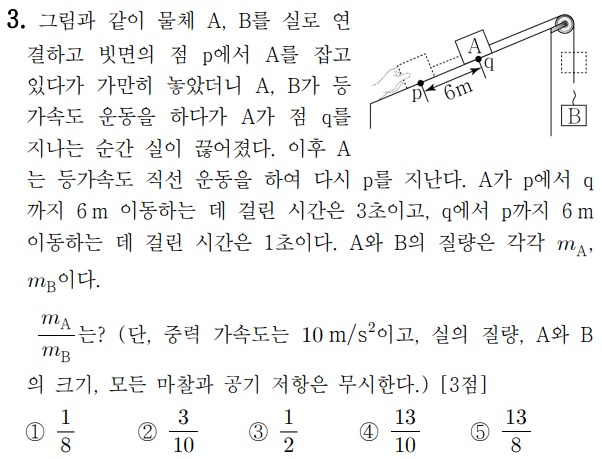 3. 그림과 같이 물체 A, B를 실로 연
결하고 빗면의 점 p에서 A를 잡고
있다가 가만히 놓았더니 A, B가 등
가속도 운동을 하다가 A가 점 q를
지나는 순간 실이 끊어졌다. 이후 A
는 등가속도 직선 운동을 하여 다시 p를 지난다. A가 p에서 q
까지 6 m 이동하는 데 걸린 시간은 3초이고, q에서 p까지 6 m
이동하는 데 걸린 시간은 1초이다. A와 B의 질량은 각각 m_A,
m_B이다.
m_A/m_B는? (단, 중력 가속도는 10 m/s²이고, 실의 질량, A와 B
의 크기, 모든 마찰과 공기 저항은 무시한다.) [3점]
① 1/8 ② 3/10 ③ 1/2 ④ 13/10 ⑤ 13/8
A
q
p
6m
B